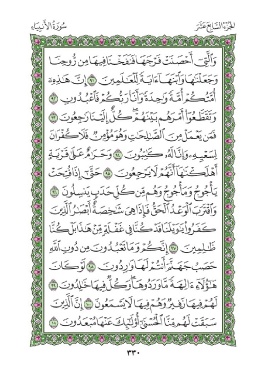 الجزء السابع عشر سورة الأنبياء
وَٱلَّتِيٓ أَحۡصَنَتۡ فَرۡجَهَا فَنَفَخۡنَا فِيهَا مِن رُّوحِنَا
وَجَعَلۡنَٰهَا وَٱبۡنَهَآ ءَايَةٗ لِّلۡعَٰلَمِينَ ٩١ إِنَّ هَٰذِهِۦٓ
أُمَّتُكُمۡ أُمَّةٗ وَٰحِدَةٗ وَأَنَا۠ رَبُّكُمۡ فَٱعۡبُدُونِ ٩٢
وَتَقَطَّعُوٓاْ أَمۡرَهُم بَيۡنَهُمۡۖ كُلٌّ إِلَيۡنَا رَٰجِعُونَ ٩٣
فَمَن يَعۡمَلۡ مِنَ ٱلصَّٰلِحَٰتِ وَهُوَ مُؤۡمِنٞ فَلَا كُفۡرَانَ
لِسَعۡيِهِۦ وَإِنَّا لَهُۥ كَٰتِبُونَ ٩٤ وَحَرَٰمٌ عَلَىٰ قَرۡيَةٍ
أَهۡلَكۡنَٰهَآ أَنَّهُمۡ لَا يَرۡجِعُونَ ٩٥ حَتَّىٰٓ إِذَا فُتِحَتۡ
يَأۡجُوجُ وَمَأۡجُوجُ وَهُم مِّن كُلِّ حَدَبٖ يَنسِلُونَ ٩٦
وَٱقۡتَرَبَ ٱلۡوَعۡدُ ٱلۡحَقُّ فَإِذَا هِيَ شَٰخِصَةٌ أَبۡصَٰرُ ٱلَّذِينَ
كَفَرُواْ يَٰوَيۡلَنَا قَدۡ كُنَّا فِي غَفۡلَةٖ مِّنۡ هَٰذَا بَلۡ كُنَّا
ظَٰلِمِينَ ٩٧ إِنَّكُمۡ وَمَا تَعۡبُدُونَ مِن دُونِ ٱللَّهِ
حَصَبُ جَهَنَّمَ أَنتُمۡ لَهَا وَٰرِدُونَ ٩٨ لَوۡ كَانَ
هَٰٓؤُلَآءِ ءَالِهَةٗ مَّا وَرَدُوهَاۖ وَكُلّٞ فِيهَا خَٰلِدُونَ ٩٩
لَهُمۡ فِيهَا زَفِيرٞ وَهُمۡ فِيهَا لَا يَسۡمَعُونَ ١٠٠ إِنَّ ٱلَّذِينَ
سَبَقَتۡ لَهُم مِّنَّا ٱلۡحُسۡنَىٰٓ أُوْلَٰٓئِكَ عَنۡهَا مُبۡعَدُونَ ١٠١
٣٣٠